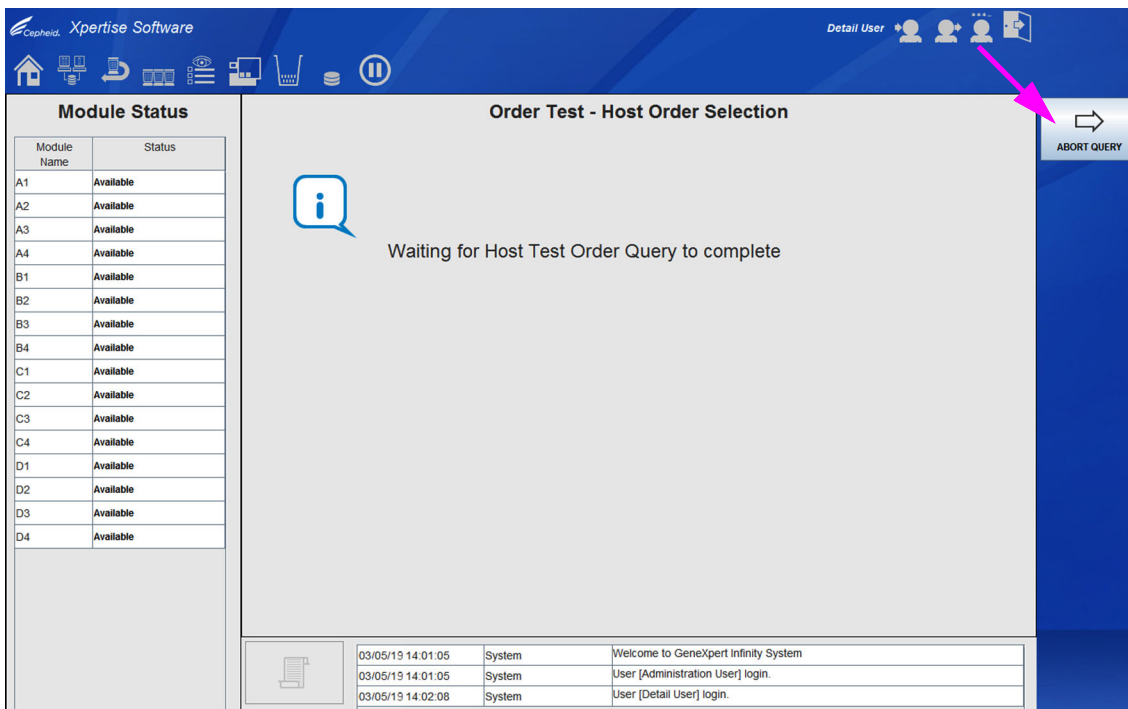 Cepheid. Xpertise Software
Detail User
Module Status
Order Test - Host Order Selection
ABORT QUERY
Module Name Status
A1 Available
A2 Available
A3 Available
A4 Available
B1 Available
B2 Available
B3 Available
B4 Available
C1 Available
C2 Available
C3 Available
C4 Available
D1 Available
D2 Available
D3 Available
D4 Available
Waiting for Host Test Order Query to complete
03/05/19 14:01:05 System Welcome to GeneXpert Infinity System
03/05/19 14:01:05 System User [Administration User] login.
03/05/19 14:02:08 System User [Detail User] login.